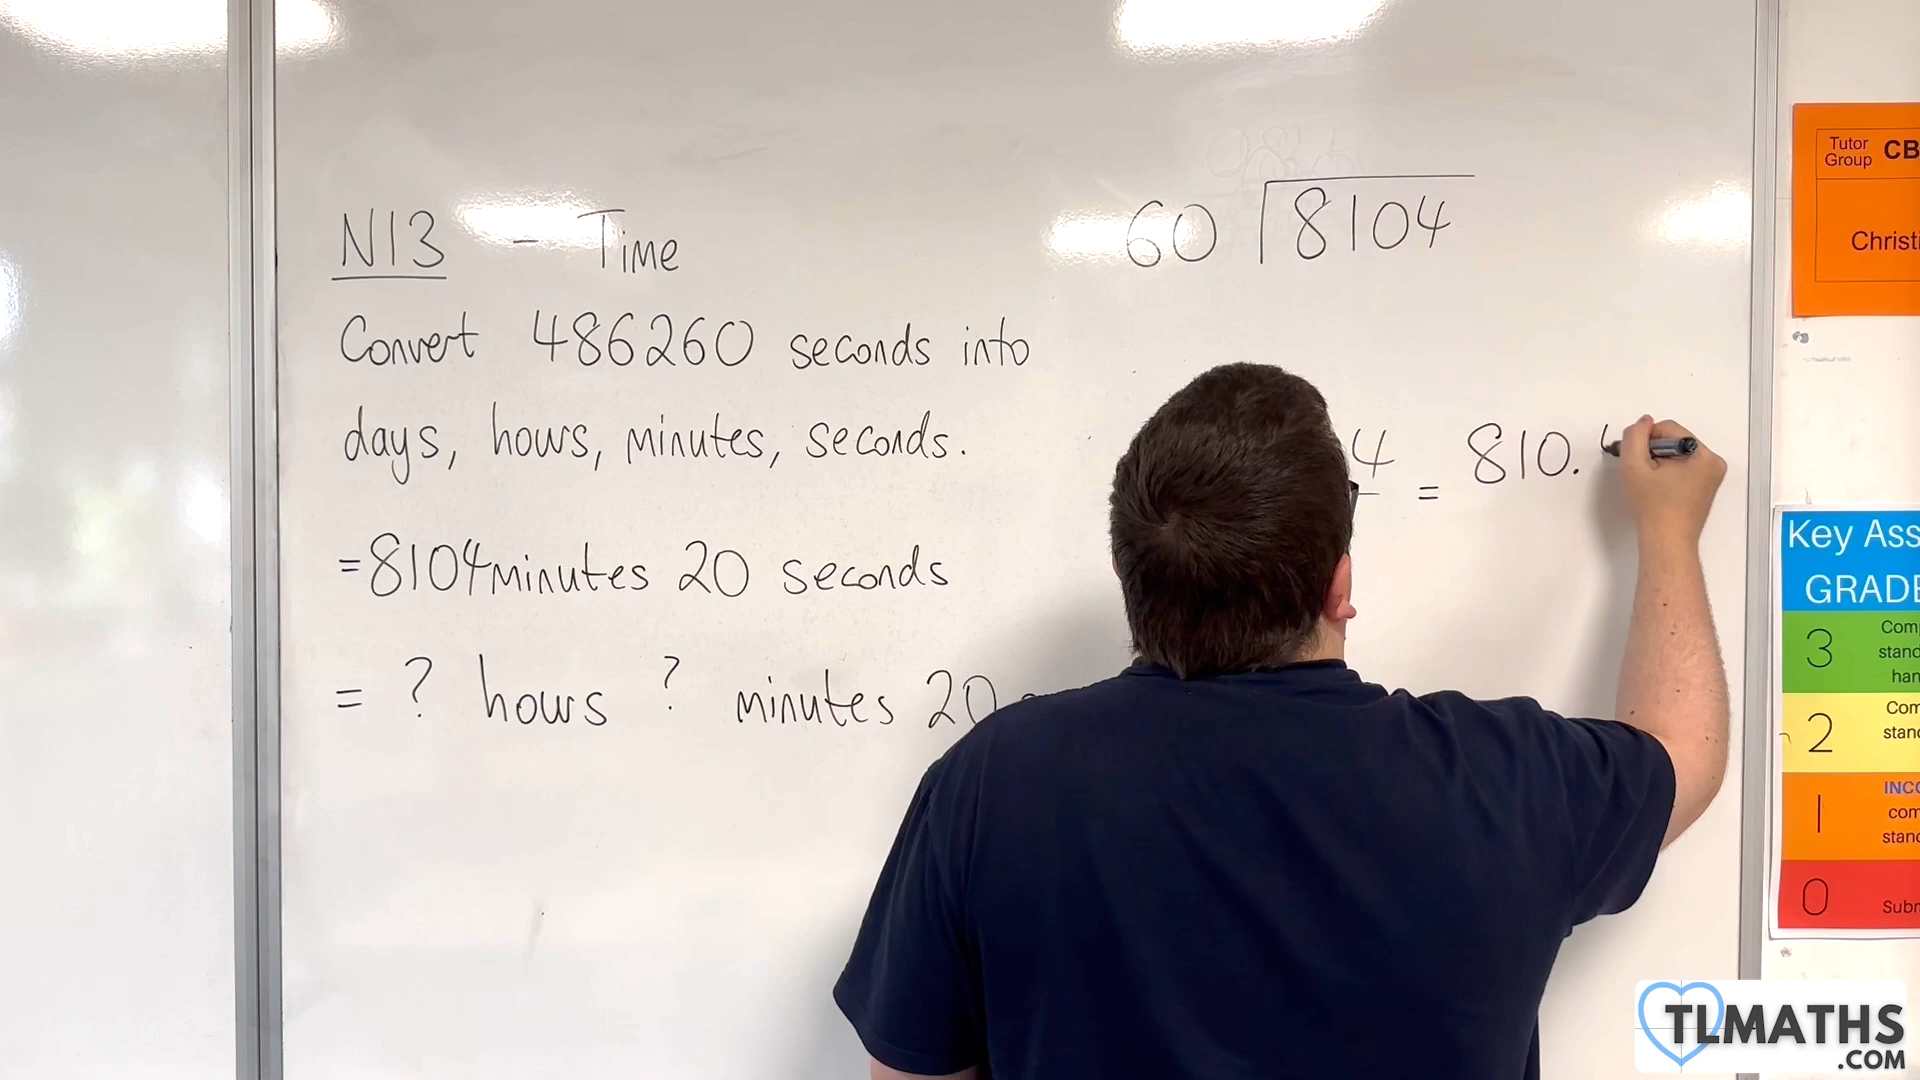 N13 - Time
Convert 486260 seconds into
days, hours, minutes, seconds.
= 8104 minutes 20 seconds
= ? hours ? minutes 20
60 8104
4 = 810.
Tutor Group CB
Christi
Key Ass
GRADE
3 Com
stand
han
2 Com
stand
1 INCO
com
stand
0 Subm
TLMATHS
.COM